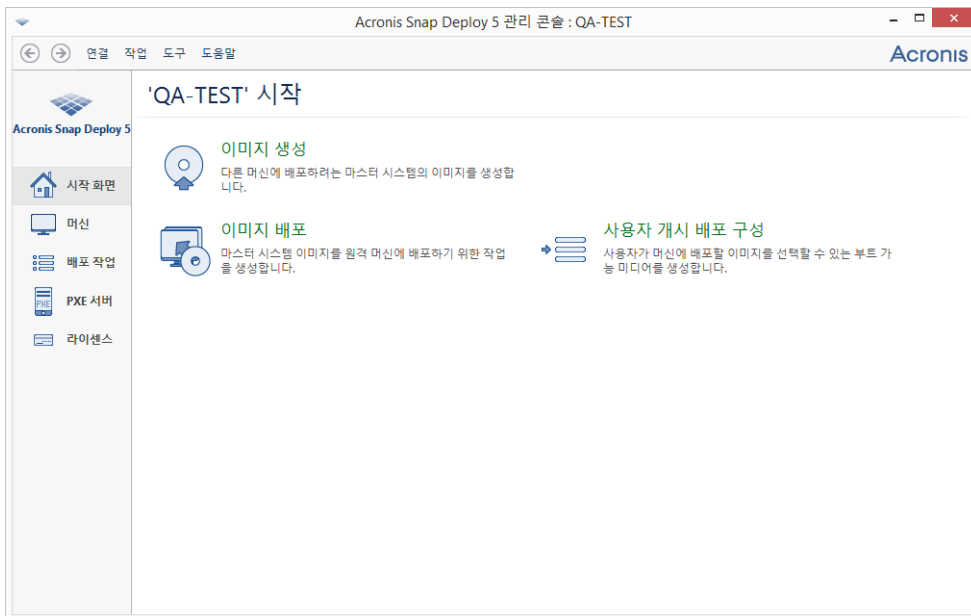 Acronis Snap Deploy 5 관리 콘솔 : QA-TEST
연결 작업 도구 도움말
Acronis
Acronis Snap Deploy 5
시작 화면
머신
배포 작업
PXE
PXE 서버
라이센스
'QA-TEST' 시작
이미지 생성
다른 머신에 배포하려는 마스터 시스템의 이미지를 생성합
니다.
이미지 배포
마스터 시스템 이미지를 원격 머신에 배포하기 위한 작업
을 생성합니다.
사용자 개시 배포 구성
사용자가 머신에 배포할 이미지를 선택할 수 있는 부트 가
능 미디어를 생성합니다.